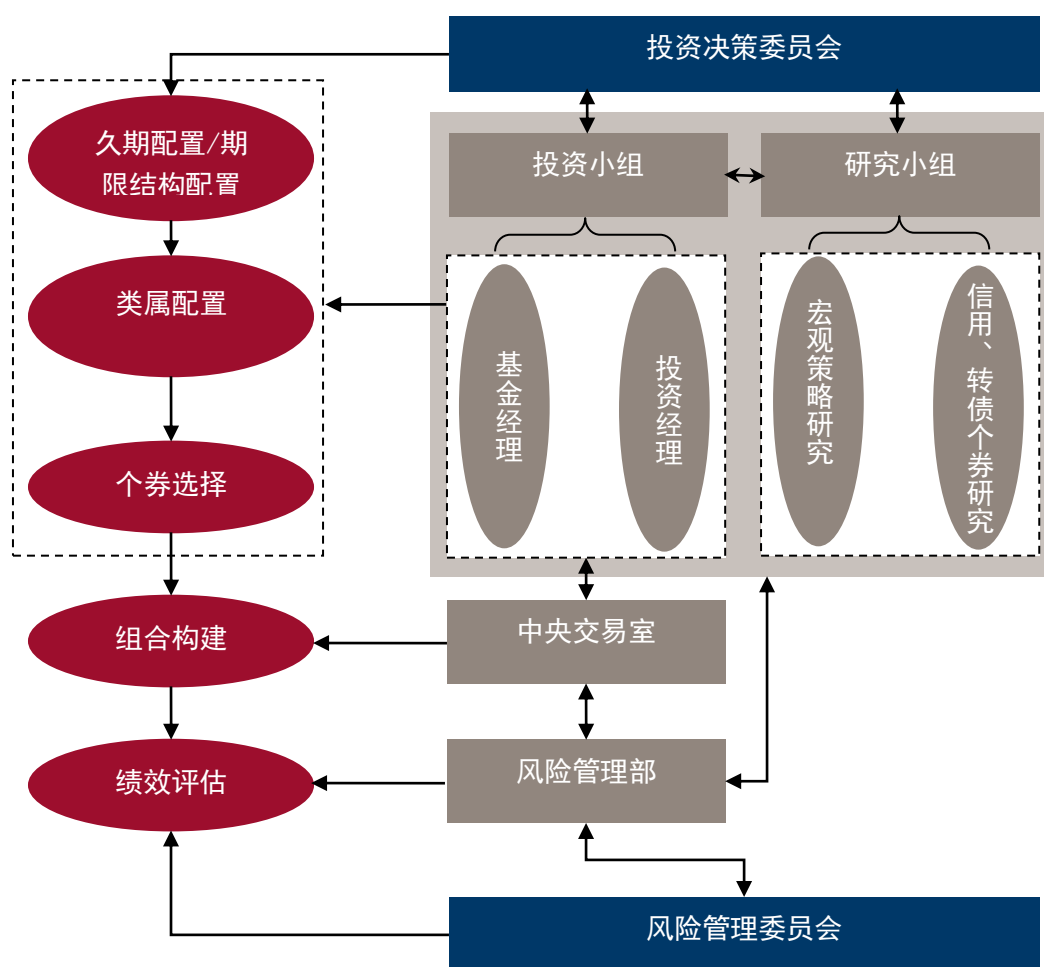 投资决策委员会
久期配置/期
限结构配置
投资小组
研究小组
类属配置
基金经理
投资经理
宏观策略研究
信用、转债个券研究
个券选择
组合构建
中央交易室
绩效评估
风险管理部
风险管理委员会